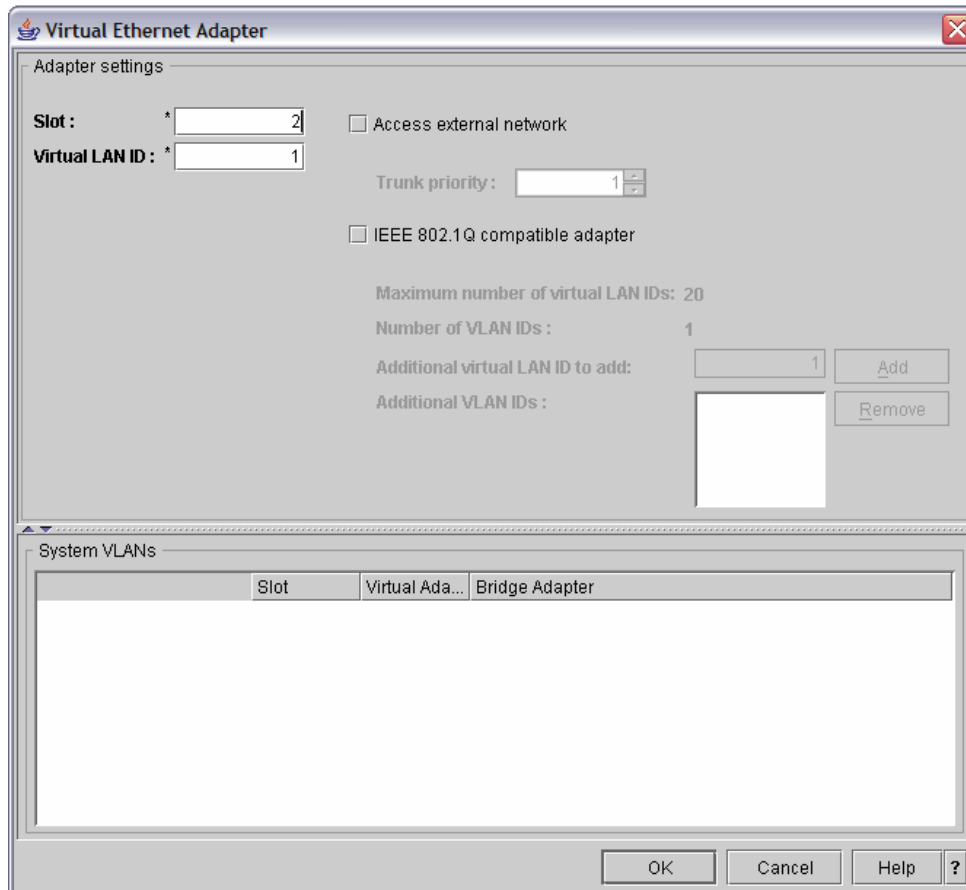 Virtual Ethernet Adapter
Adapter settings
Slot : * 2
Access external network
Virtual LAN ID : * 1
Trunk priority : 1
IEEE 802.1Q compatible adapter
Maximum number of virtual LAN IDs: 20
Number of VLAN IDs : 1
Additional virtual LAN ID to add: 1 Add
Additional VLAN IDs : Remove
System VLANs
Slot Virtual Ada... Bridge Adapter
OK Cancel Help ?